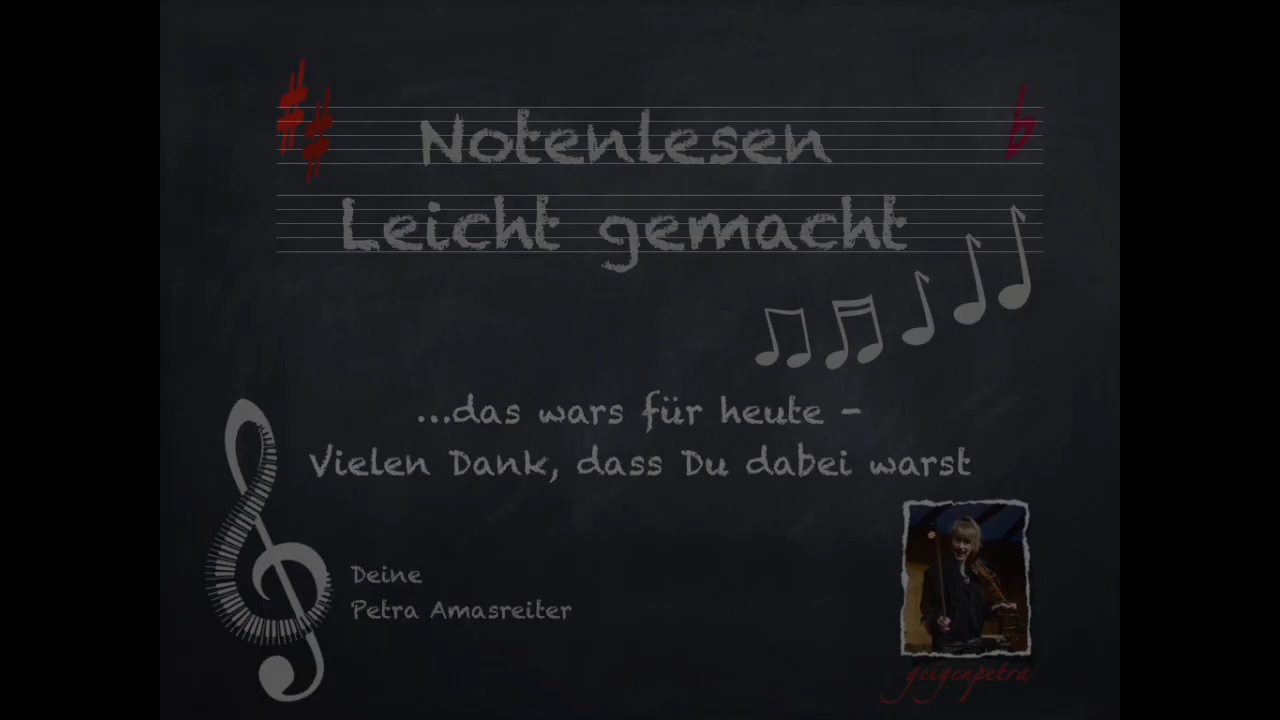 Notenlesen
Leicht gemacht
...das wars für heute -
Vielen Dank, dass Du dabei warst
Deine
Petra Amasreiter
geigenpetra